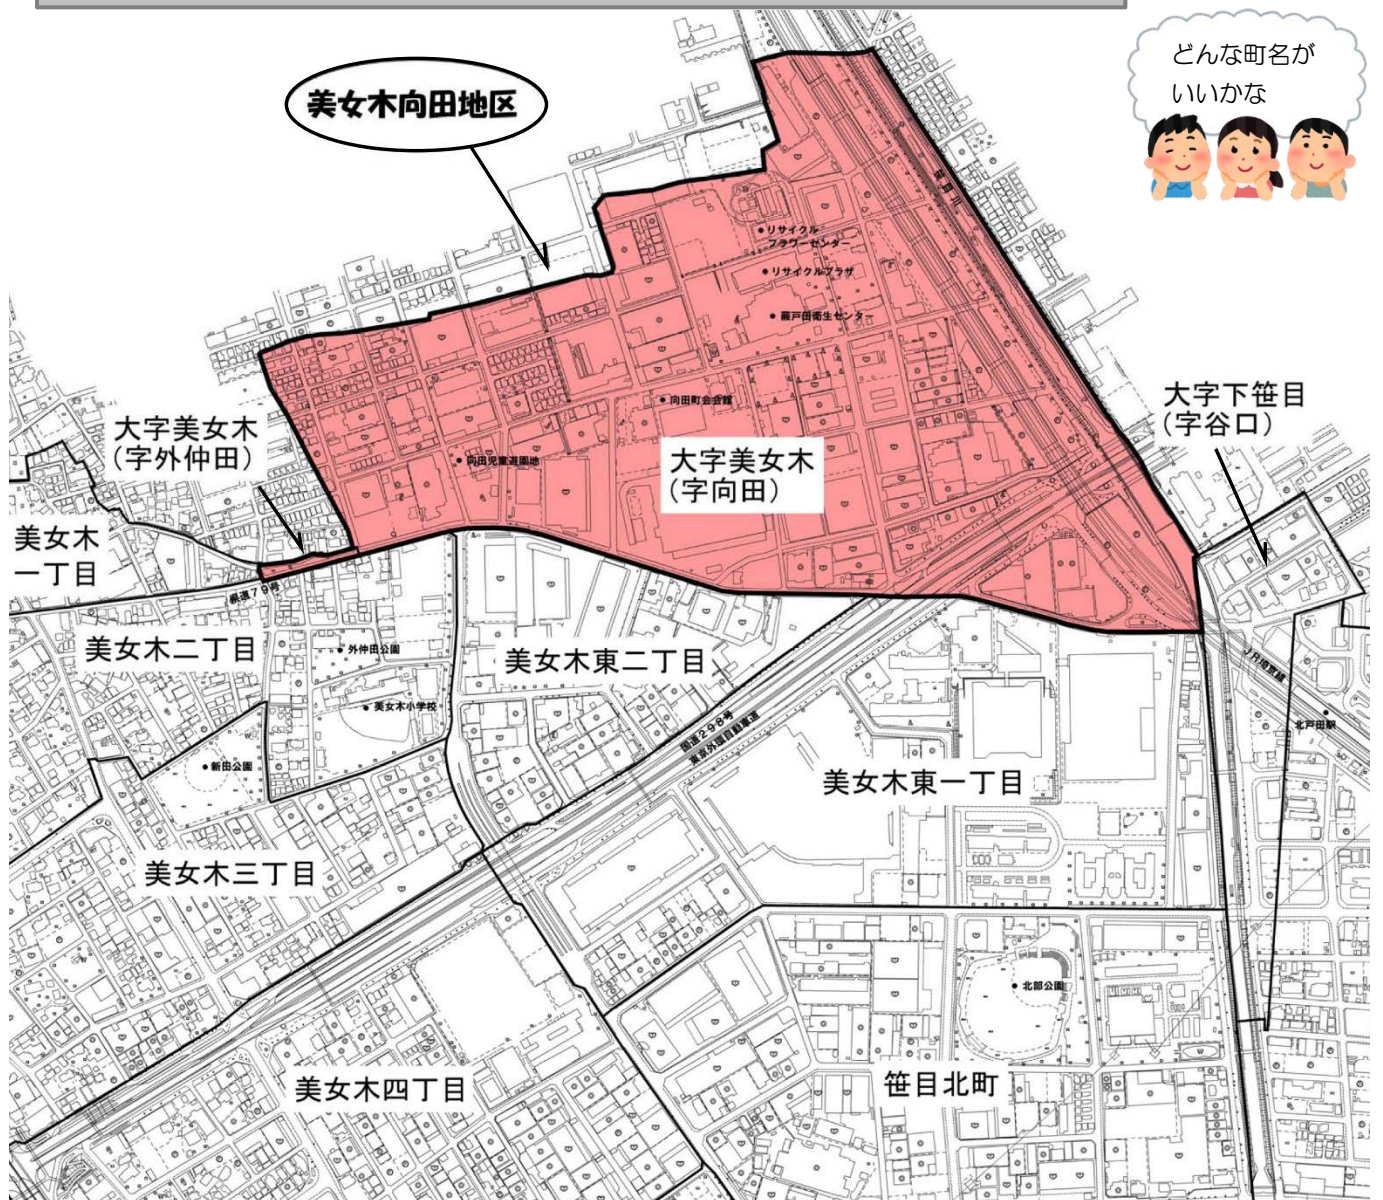 どんな町名が
いいかな
美女木向田地区
笹目川
リサイクル
フラワーセンター
リサイクルプラザ
蕨戸田衛生センター
大字下笹目
(字谷口)
向田町会会館
大字美女木
(字外仲田)
大字美女木
(字向田)
向田児童遊園地
美女木
一丁目
県道79号
美女木二丁目
外仲田公園
美女木東二丁目
JR埼京線
美女木小学校
北戸田駅
国道298号
東京外環自動車道
新田公園
美女木東一丁目
美女木三丁目
北部公園
美女木四丁目
笹目北町